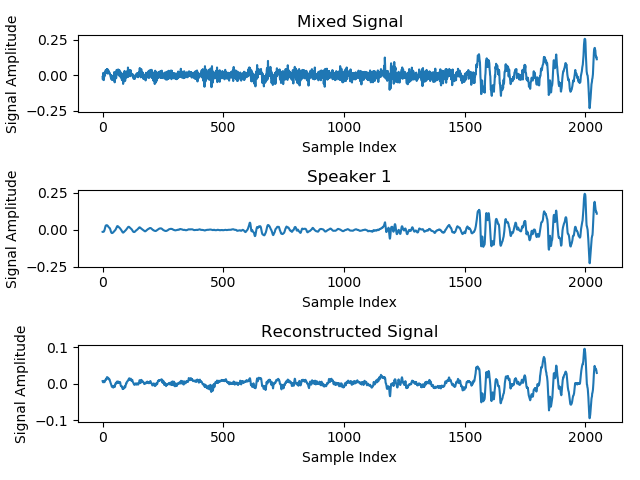 Mixed Signal
Signal Amplitude
0.25
0.00
−0.25
0 500 1000 1500 2000
Sample Index
Speaker 1
Signal Amplitude
0.25
0.00
−0.25
0 500 1000 1500 2000
Sample Index
Reconstructed Signal
Signal Amplitude
0.1
0.0
−0.1
0 500 1000 1500 2000
Sample Index